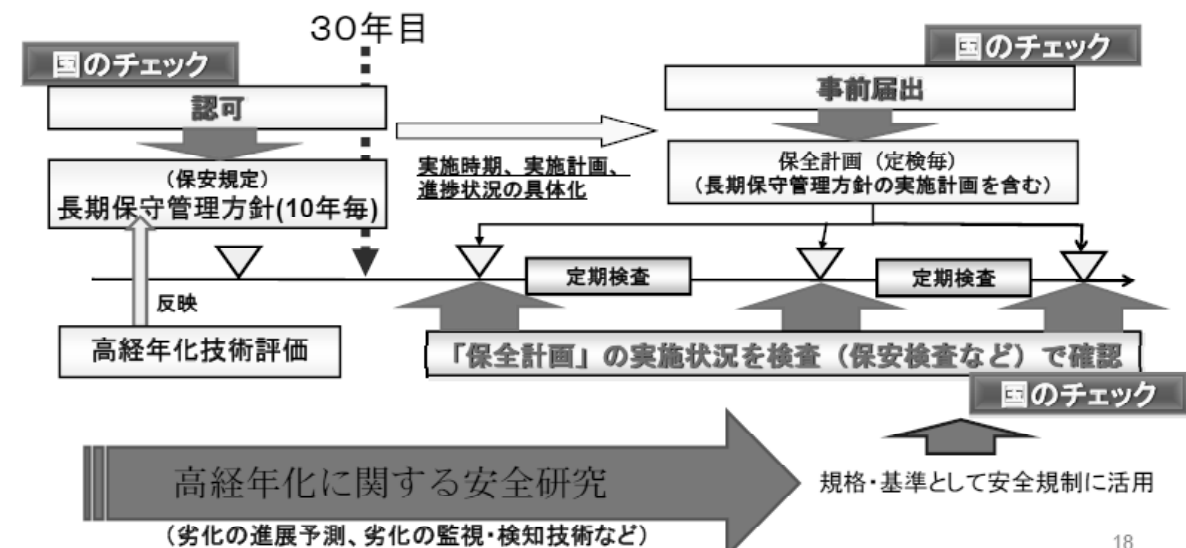 30年目
国のチェック
認可
(保安規定)
長期保守管理方針(10年毎)
反映
高経年化技術評価
実施時期、実施計画、
進捗状況の具体化
国のチェック
事前届出
保全計画（定検毎）
（長期保守管理方針の実施計画を含む）
定期検査
定期検査
「保全計画」の実施状況を検査（保安検査など）で確認
国のチェック
高経年化に関する安全研究
（劣化の進展予測、劣化の監視・検知技術など）
規格・基準として安全規制に活用
18